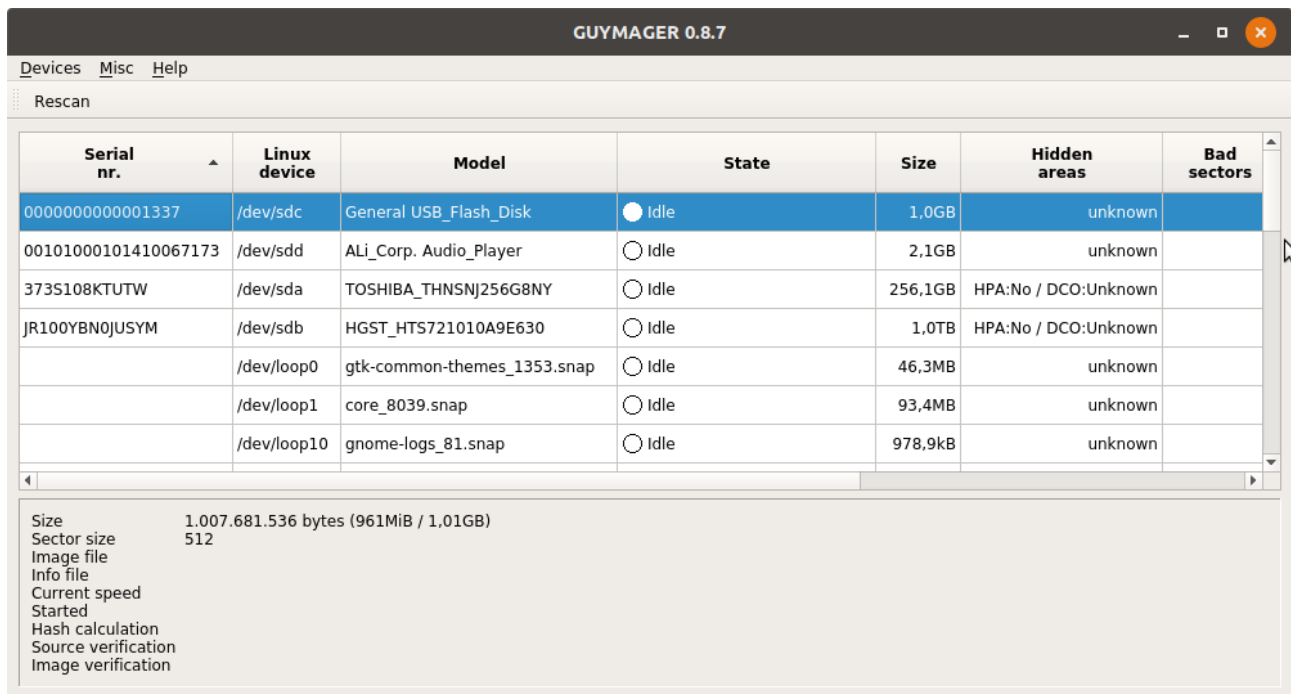 GUYMAGER 0.8.7
Devices Misc Help
Rescan
Serial nr. Linux device Model State Size Hidden areas Bad sectors
0000000000001337 /dev/sdc General USB_Flash_Disk Idle 1,0GB unknown
00101000101410067173 /dev/sdd ALi_Corp. Audio_Player Idle 2,1GB unknown
373S108KTUTW /dev/sda TOSHIBA_THNSNJ256G8NY Idle 256,1GB HPA:No / DCO:Unknown
JR100YBN0JUSYM /dev/sdb HGST_HTS721010A9E630 Idle 1,0TB HPA:No / DCO:Unknown
/dev/loop0 gtk-common-themes_1353.snap Idle 46,3MB unknown
/dev/loop1 core_8039.snap Idle 93,4MB unknown
/dev/loop10 gnome-logs_81.snap Idle 978,9kB unknown
Size 1.007.681.536 bytes (961MiB / 1,01GB)
Sector size 512
Image file
Info file
Current speed
Started
Hash calculation
Source verification
Image verification